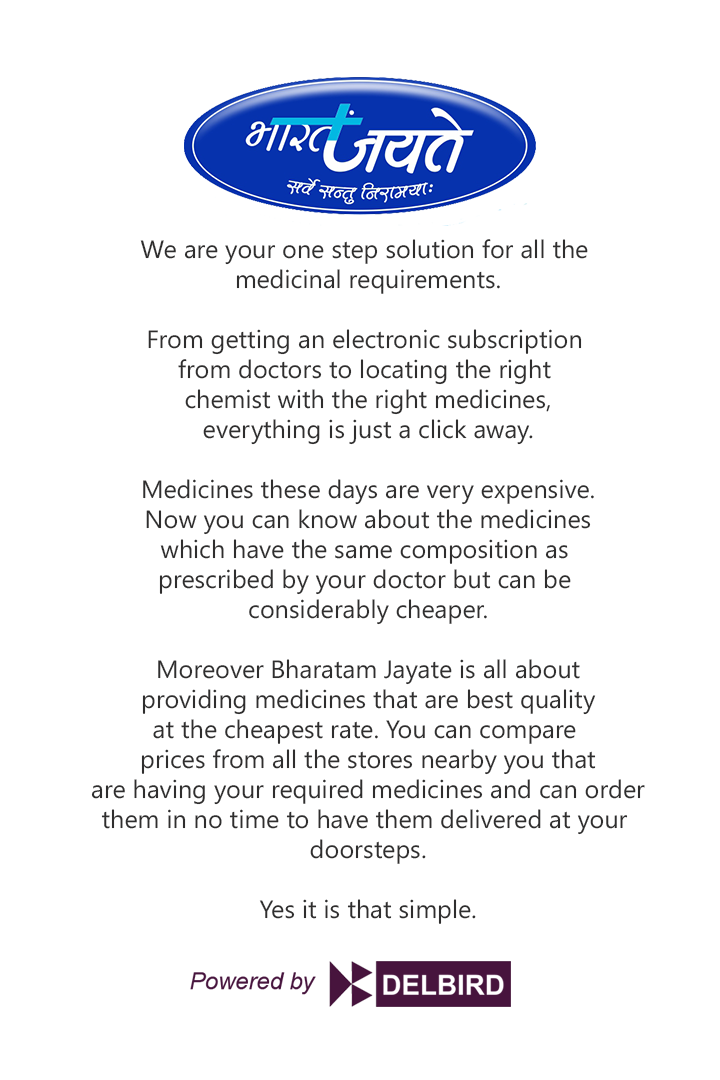 भारतं जयते
सर्वे सन्तु निरामयाः
We are your one step solution for all the
medicinal requirements.
From getting an electronic subscription
from doctors to locating the right
chemist with the right medicines,
everything is just a click away.
Medicines these days are very expensive.
Now you can know about the medicines
which have the same composition as
prescribed by your doctor but can be
considerably cheaper.
Moreover Bharatam Jayate is all about
providing medicines that are best quality
at the cheapest rate. You can compare
prices from all the stores nearby you that
are having your required medicines and can order
them in no time to have them delivered at your
doorsteps.
Yes it is that simple.
Powered by DELBIRD